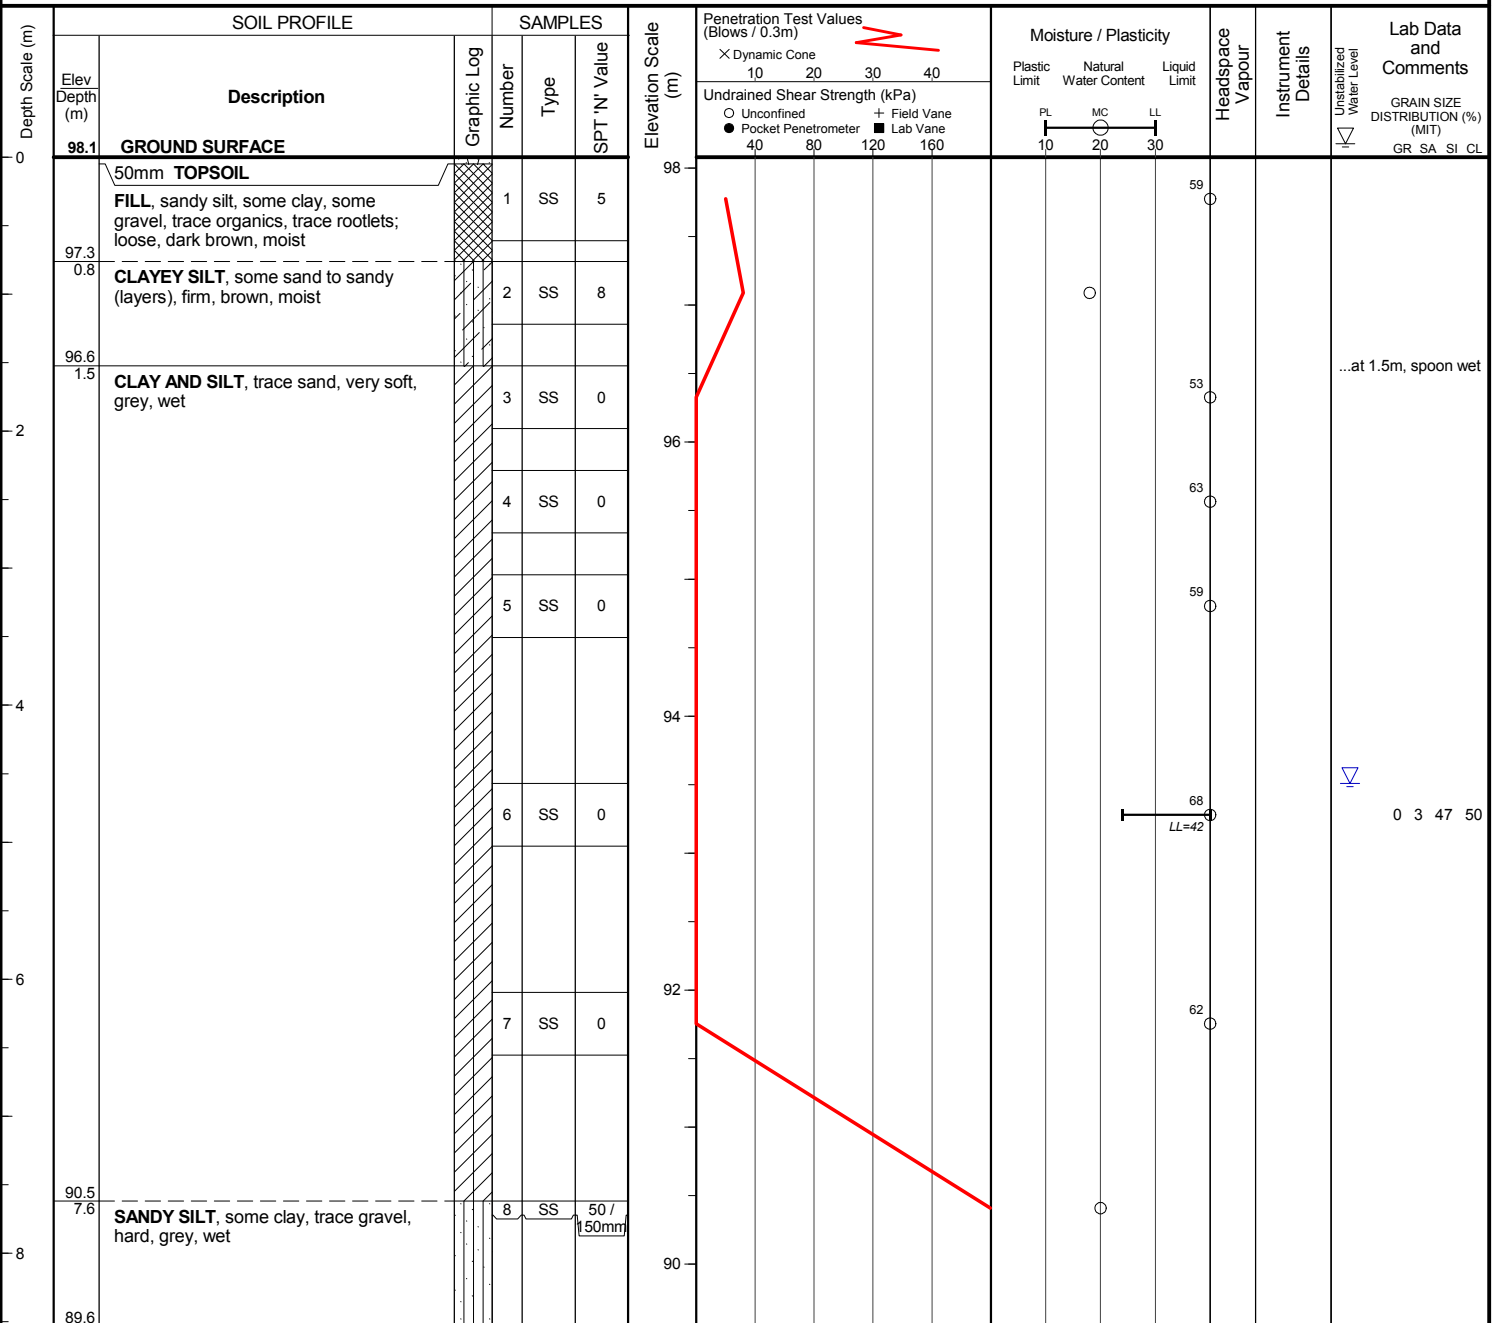 SOIL PROFILE
SAMPLES
Depth Scale (m)
Elev
Depth
(m)
Description
Graphic Log
Number
Type
SPT 'N' Value
Elevation Scale
(m)
Penetration Test Values
(Blows / 0.3m)
× Dynamic Cone
10 20 30 40
Undrained Shear Strength (kPa)
Unconfined
+ Field Vane
Pocket Penetrometer
Lab Vane
40 80 120 160
Moisture / Plasticity
Plastic
Limit
Natural
Water Content
Liquid
Limit
PL MC LL
10 20 30
Headspace
Vapour
Instrument
Details
Unstabilized
Water Level
Lab Data
and
Comments
GRAIN SIZE
DISTRIBUTION (%)
(MIT)
GR SA SI CL
98.1 GROUND SURFACE
0
50mm TOPSOIL
FILL, sandy silt, some clay, some
gravel, trace organics, trace rootlets;
loose, dark brown, moist
1 SS 5
98
59
97.3
0.8
CLAYEY SILT, some sand to sandy
(layers), firm, brown, moist
2 SS 8
96.6
1.5
CLAY AND SILT, trace sand, very soft,
grey, wet
...at 1.5m, spoon wet
3 SS 0
53
2
96
4 SS 0
63
5 SS 0
59
4
94
6 SS 0
68
LL=42
0 3 47 50
6
92
7 SS 0
62
90.5
7.6
SANDY SILT, some clay, trace gravel,
hard, grey, wet
8 SS 50 /
150mm
8
90
89.6